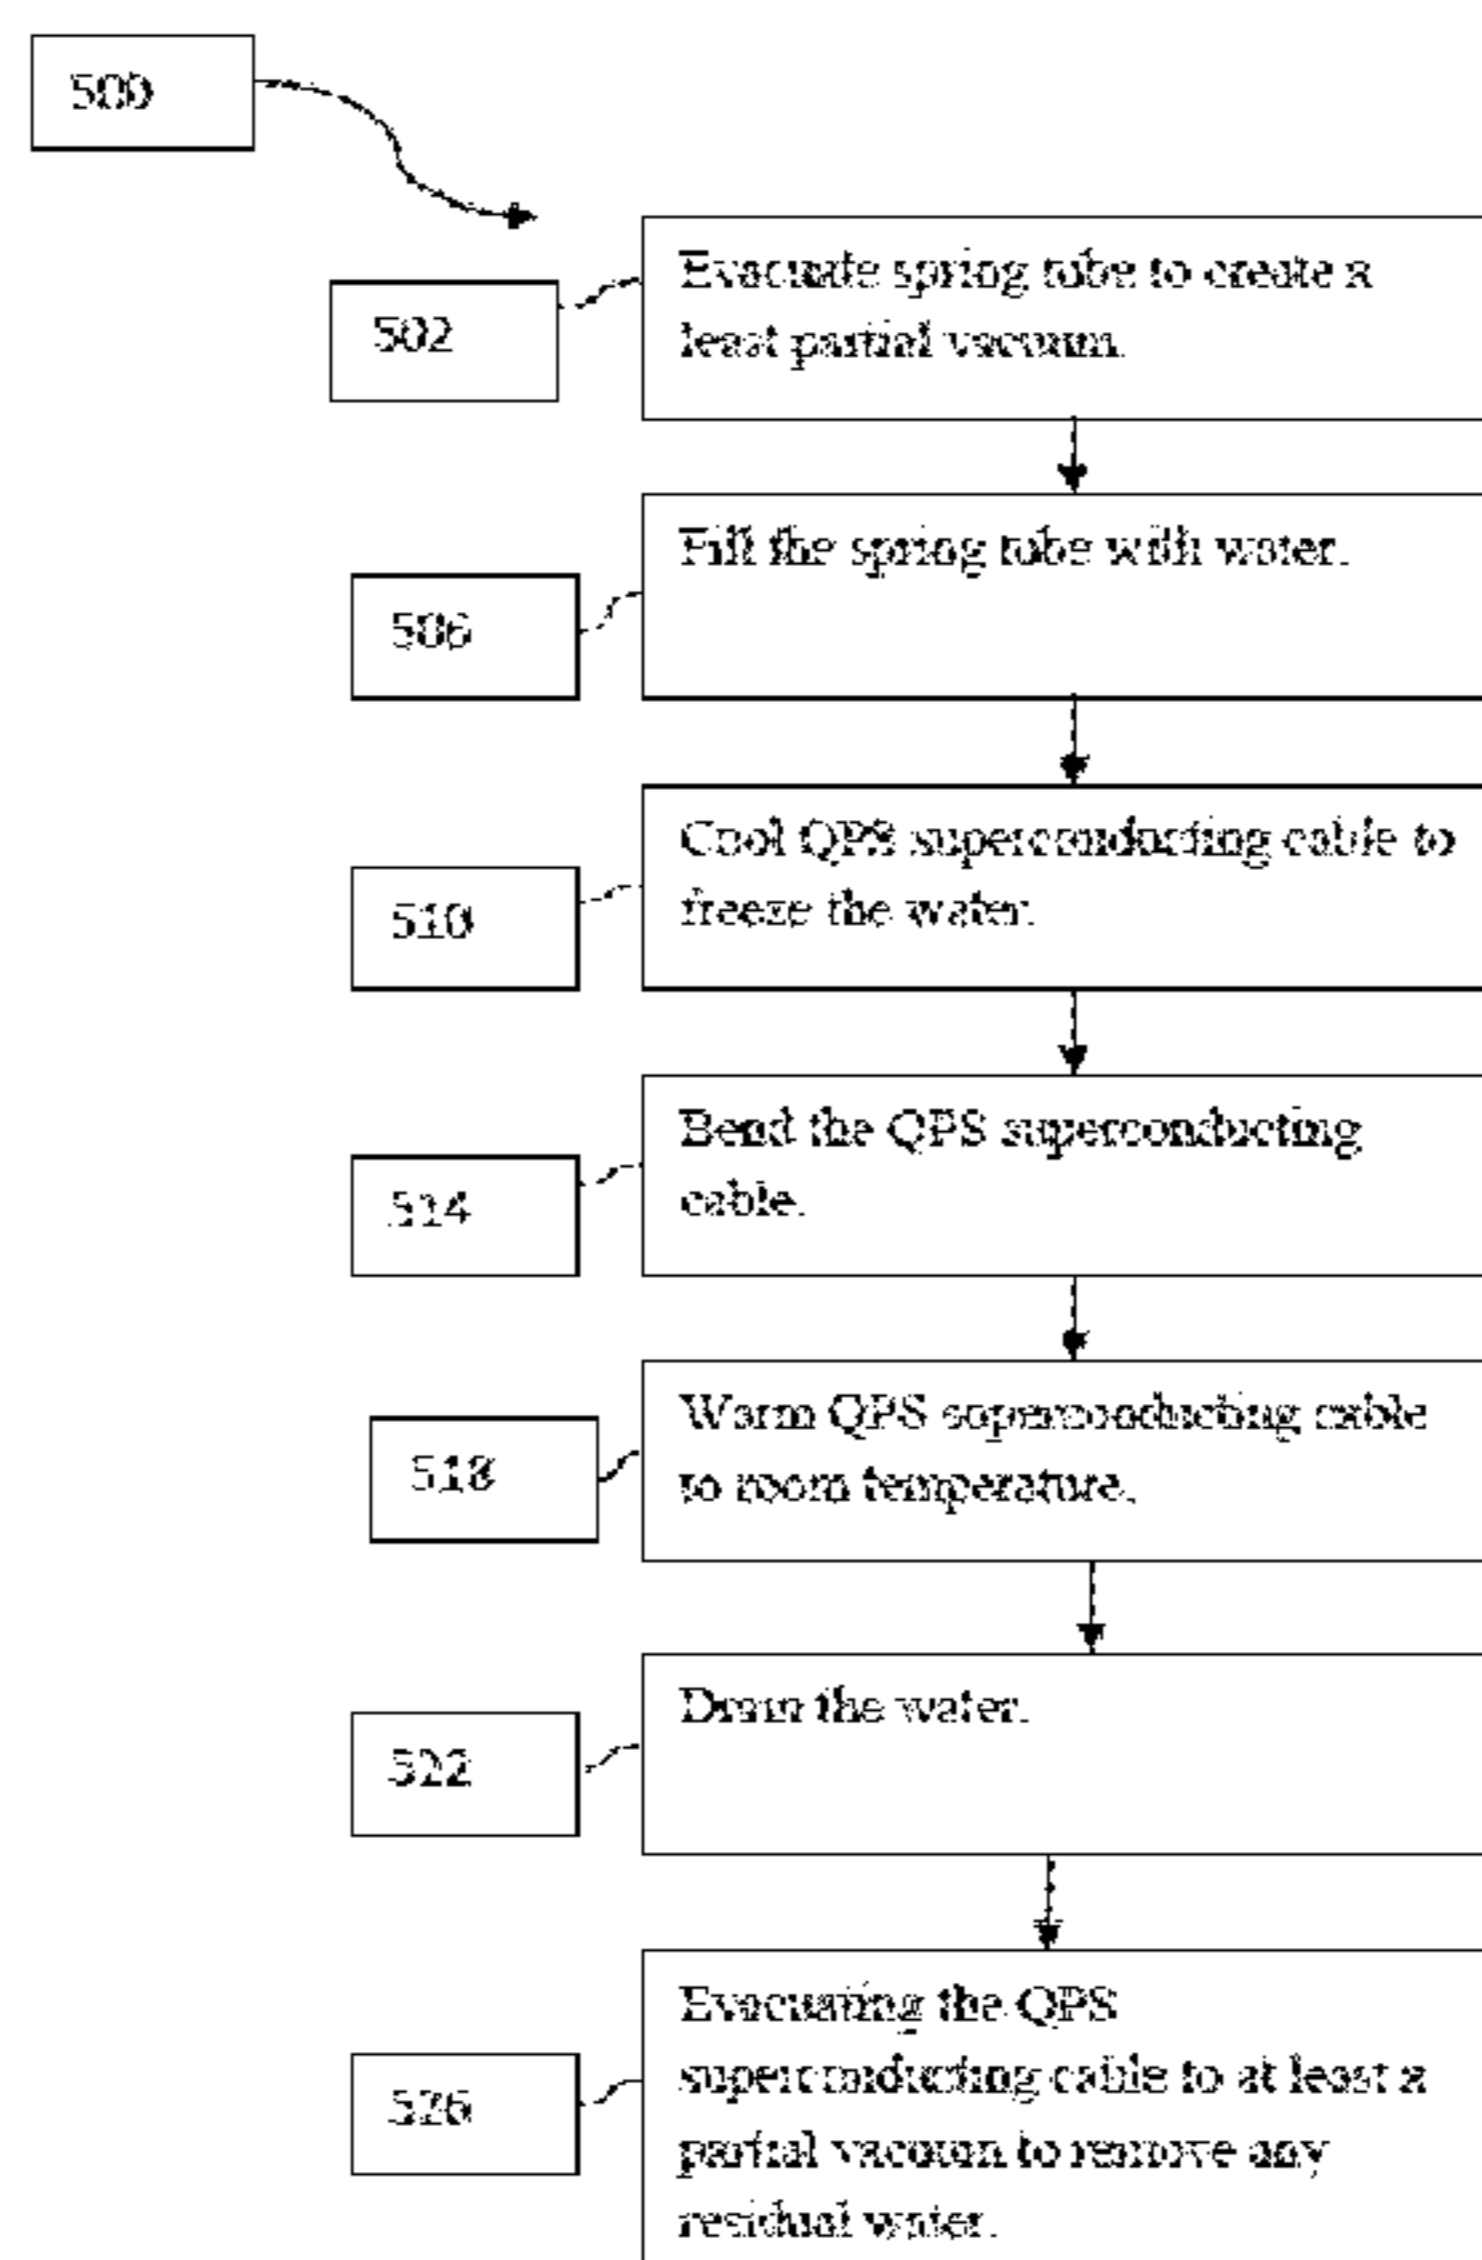 500
502
Evacuate spring tube to create a
least partial vacuum.
506
Fill the spring tube with water.
510
Cool QPS superconducting cable to
freeze the water.
514
Bend the QPS superconducting
cable.
518
Warm QPS superconducting cable
to room temperature.
522
Drain the water.
526
Evacuating the QPS
superconducting cable to at least a
partial vacuum to remove any
residual water.